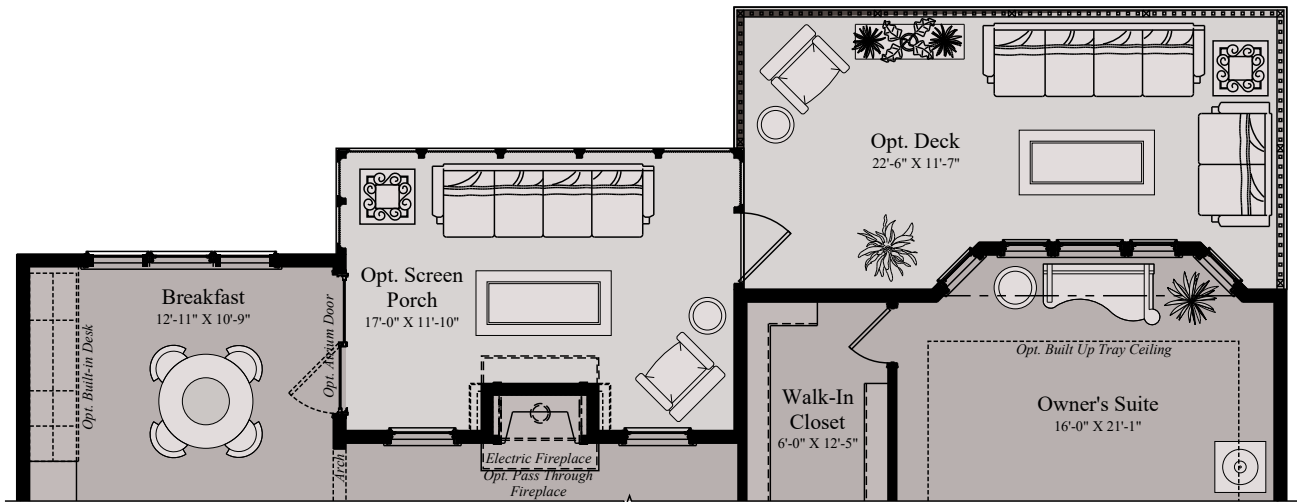 Opt. Deck
22'-6" X 11'-7"
Opt. Screen
Porch
17'-0" X 11'-10"
Breakfast
12'-11" X 10'-9"
Opt. Built-in Desk
Opt. Atrium Door
Arch
Electric Fireplace
Opt. Pass Through
Fireplace
Walk-In
Closet
6'-0" X 12'-5"
Opt. Built Up Tray Ceiling
Owner's Suite
16'-0" X 21'-1"